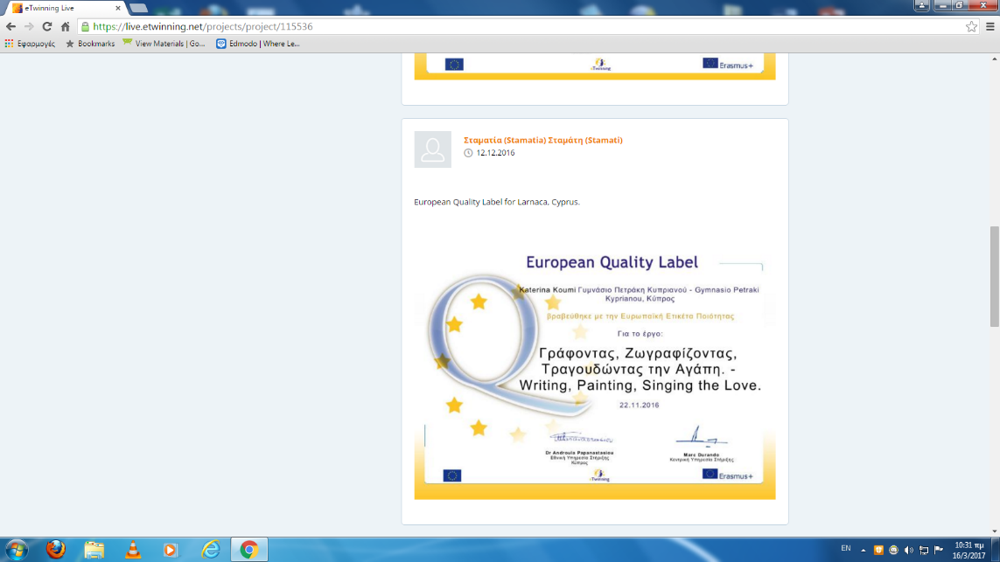 eTwinning Live
https://live.etwinning.net/projects/project/115536
Εφαρμογές
Bookmarks
View Materials | Go...
Edmodo | Where Le...
eTwinning
Erasmus+
Σταματία (Stamatia) Σταμάτη (Stamati)
12.12.2016
European Quality Label for Larnaca. Cyprus.
European Quality Label
Katerina Koumi Γυμνάσιο Πετράκη Κυπριανού - Gymnasio Petraki
Kyprianou, Κύπρος
βραβεύθηκε με την Ευρωπαϊκή Ετικέτα Ποιότητας
Για το έργο:
Γράφοντας, Ζωγραφίζοντας,
Τραγουδώντας την Αγάπη. -
Writing, Painting, Singing the Love.
22.11.2016
Dr Androula Papanastasiou
Εθνική Υπηρεσία Στήριξης
Κύπρος
Marc Durando
Κεντρική Υπηρεσία Στήριξης
eTwinning
Erasmus+
EN
10:31 πμ
16/3/2017